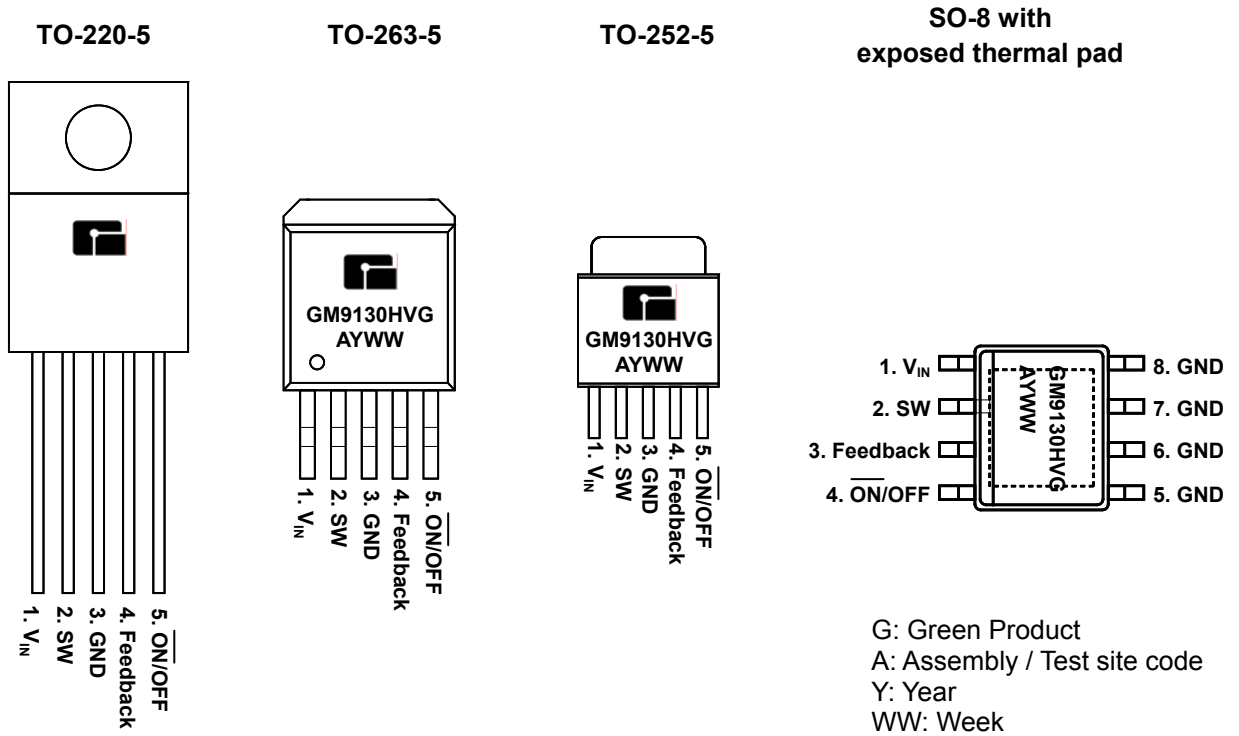 TO-220-5
TO-263-5
TO-252-5
SO-8 with
exposed thermal pad
1. VIN
2. SW
3. GND
4. Feedback
5. ON/OFF
GM9130HVG
AYWW
1. VIN
2. SW
3. GND
4. Feedback
5. ON/OFF
GM9130HVG
AYWW
1. VIN
2. SW
3. GND
4. Feedback
5. ON/OFF
GM9130HVG
AYWW
1. VIN
2. SW
3. Feedback
4. ON/OFF
8. GND
7. GND
6. GND
5. GND
G: Green Product
A: Assembly / Test site code
Y: Year
WW: Week